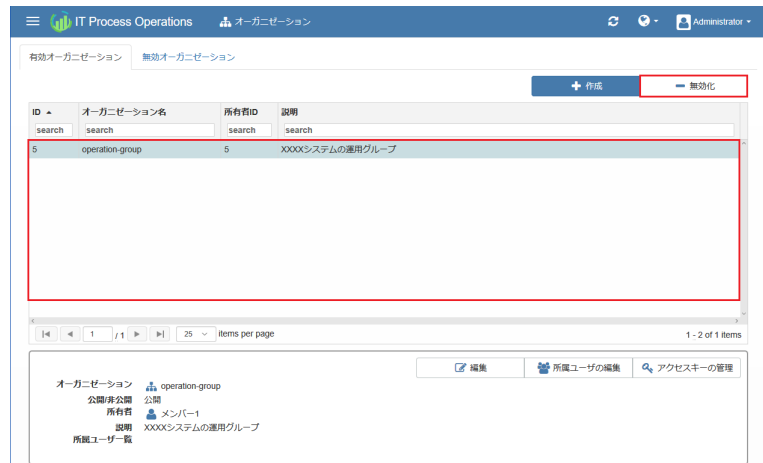 IT Process Operations オーガニゼーション Administrator
有効オーガニゼーション 無効オーガニゼーション
作成 無効化
ID オーガニゼーション名 所有者ID 説明
search search search search
5 operation-group 5 XXXXシステムの運用グループ
1 / 1 25 items per page 1 - 2 of 1 items
編集 所属ユーザの編集 アクセスキーの管理
オーガニゼーション operation-group
公開/非公開 公開
所有者 メンバー1
説明 XXXXシステムの運用グループ
所属ユーザー覧